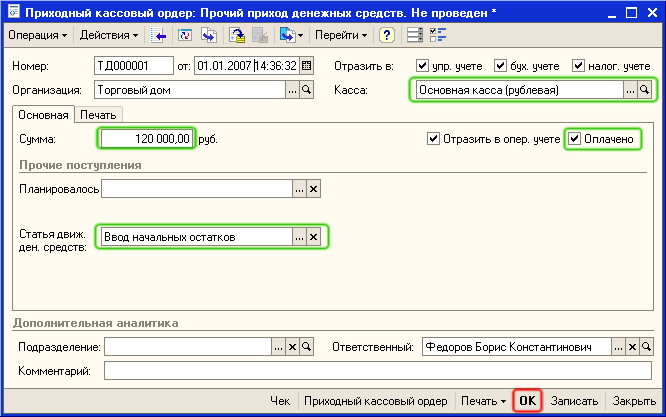 Приходный кассовый ордер: Прочий приход денежных средств. Не проведен *
Операция Действия Перейти ?
Номер: ТД000001 от: 01.01.2007 14:36:32 Отразить в: упр. учете бух. учете налог. учете
Организация: Торговый дом ... Касса: Основная касса (рублевая) ...
Основная Печать
Сумма: 120 000,00 руб. Отразить в опер. учете Оплачено
Прочие поступления
Планировалось ...
Статья движ.
ден. средств: Ввод начальных остатков ...
Дополнительная аналитика
Подразделение: ... Ответственный: Федоров Борис Константинович ...
Комментарий:
Чек Приходный кассовый ордер Печать OK Записать Закрыть